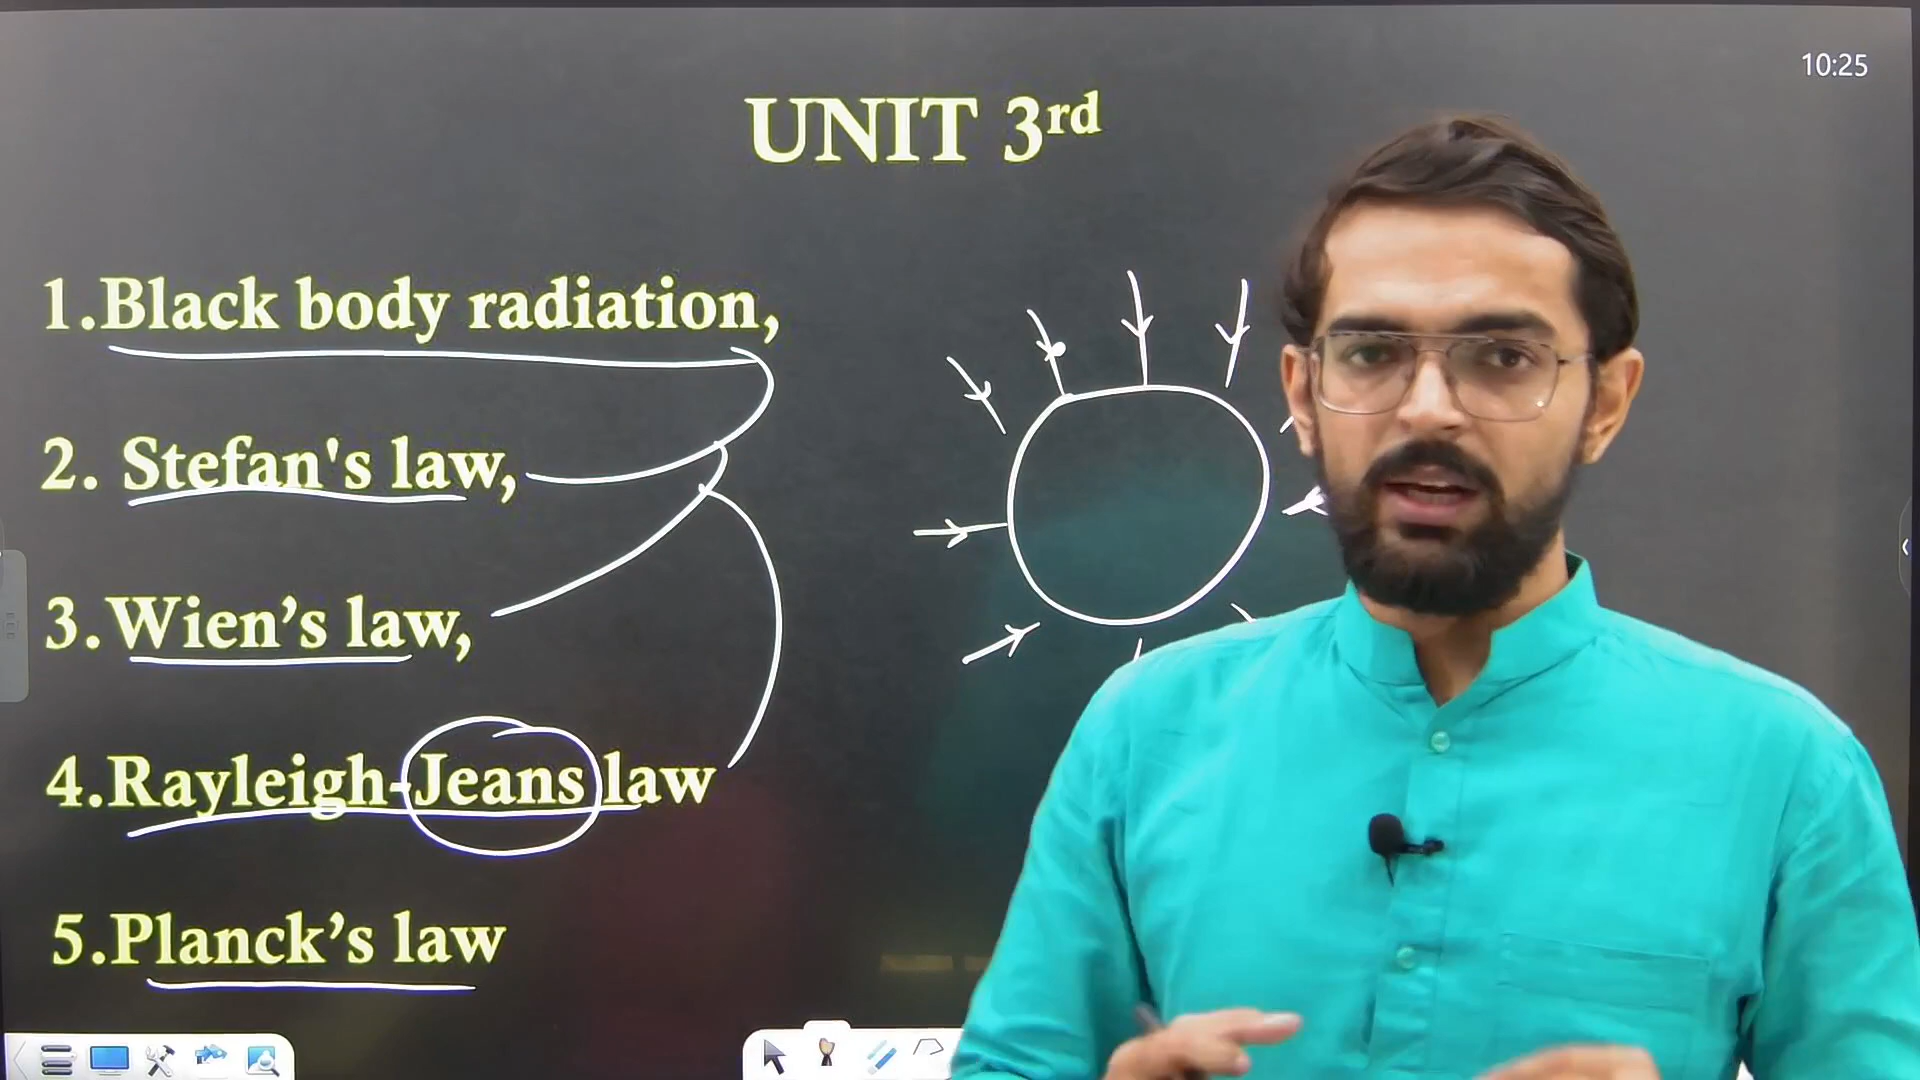 10:25
UNIT 3rd
1.Black body radiation,
2. Stefan's law,
3.Wien’s law,
4.Rayleigh-Jeans law
5.Planck’s law